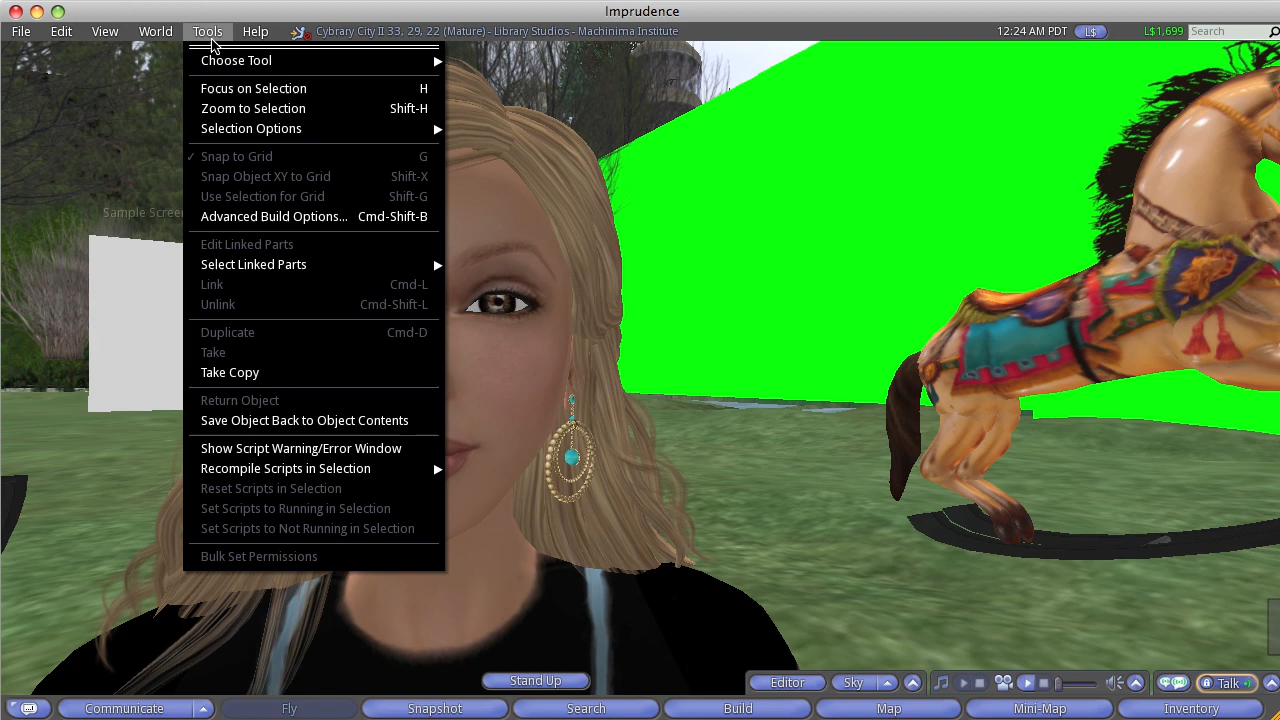 Imprudence
File Edit View World Tools Help Cybrary City II 33, 29, 22 (Mature) - Library Studios - Machinima Institute 12:24 AM PDT L$ L$1,699 Search
Choose Tool
Focus on Selection H
Zoom to Selection Shift-H
Selection Options
✓ Snap to Grid G
Snap Object XY to Grid Shift-X
Use Selection for Grid Shift-G
Sample Scree
Advanced Build Options... Cmd-Shift-B
Edit Linked Parts
Select Linked Parts
Link Cmd-L
Unlink Cmd-Shift-L
Duplicate Cmd-D
Take
Take Copy
Return Object
Save Object Back to Object Contents
Show Script Warning/Error Window
Recompile Scripts in Selection
Reset Scripts in Selection
Set Scripts to Running in Selection
Set Scripts to Not Running in Selection
Bulk Set Permissions
Stand Up Editor Sky Talk
Communicate Fly Snapshot Search Build Map Mini-Map Inventory